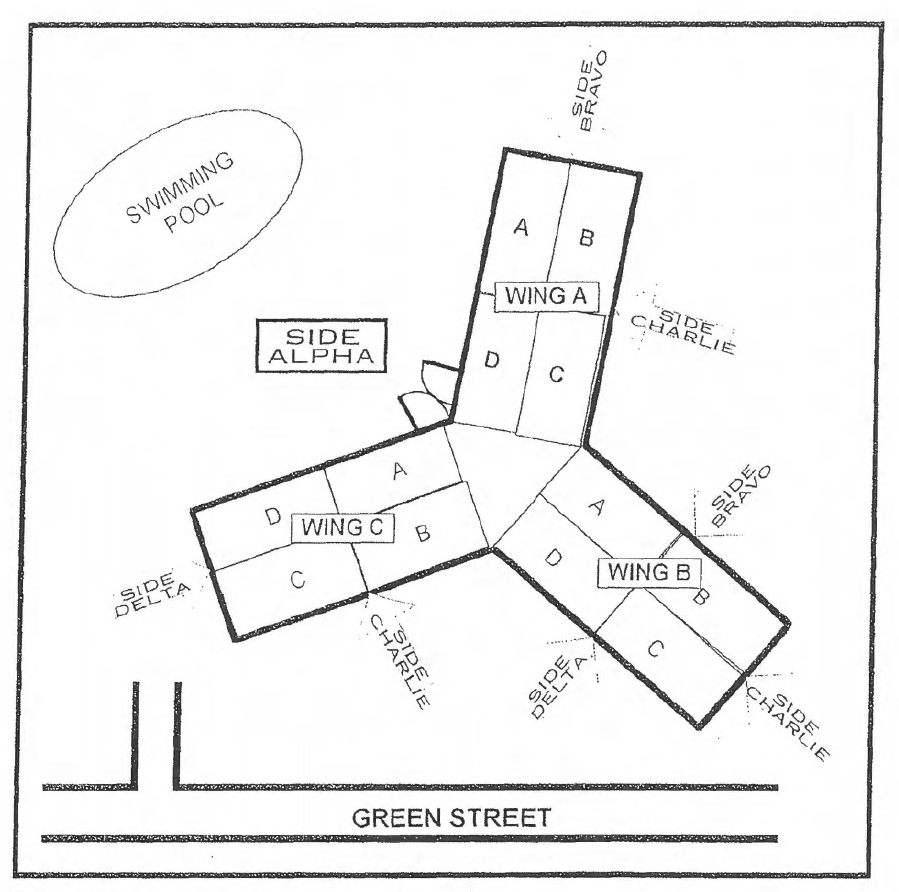 SIDE
BRAVO
SWIMMING
POOL
A
B
WING A
SIDE
CHARLIE
SIDE
ALPHA
D
C
SIDE
BRAVO
A
D
A
WING C
B
D
WING B
B
C
C
SIDE
DELTA
SIDE
CHARLIE
SIDE
DELTA
SIDE
CHARLIE
GREEN STREET